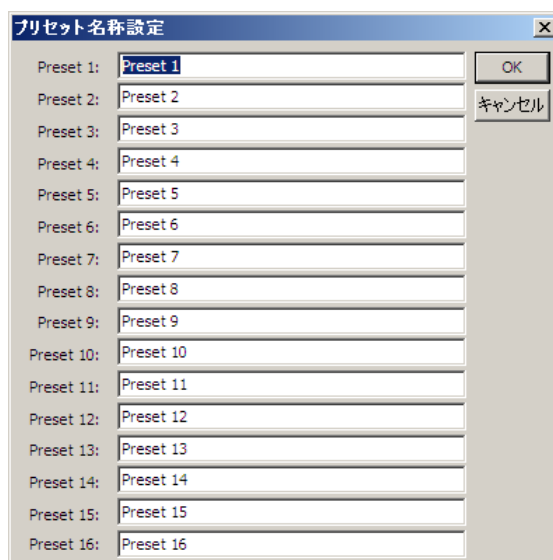 プリセット名称設定
Preset 1: Preset 1
OK
Preset 2: Preset 2
キャンセル
Preset 3: Preset 3
Preset 4: Preset 4
Preset 5: Preset 5
Preset 6: Preset 6
Preset 7: Preset 7
Preset 8: Preset 8
Preset 9: Preset 9
Preset 10: Preset 10
Preset 11: Preset 11
Preset 12: Preset 12
Preset 13: Preset 13
Preset 14: Preset 14
Preset 15: Preset 15
Preset 16: Preset 16